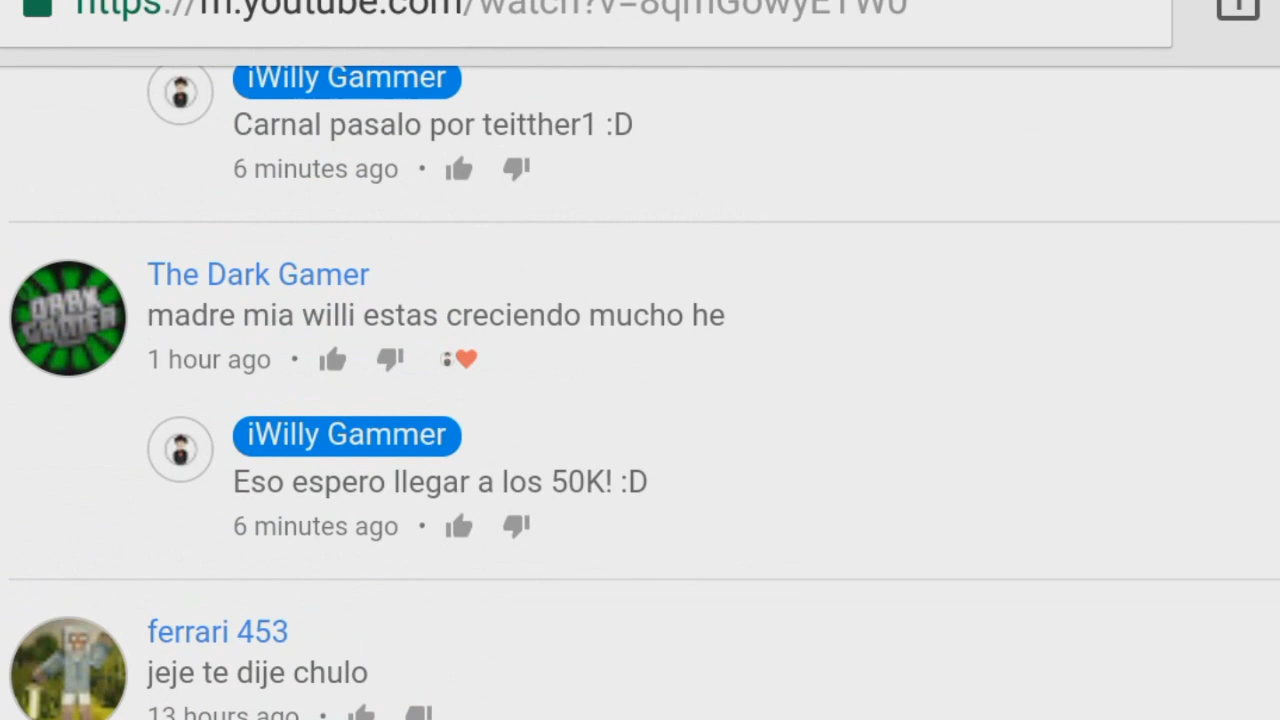 https://m.youtube.com/watch?v=8qmGowyETW0
iWilly Gammer
Carnal pasalo por teitther1 :D
6 minutes ago •
The Dark Gamer
madre mia willi estas creciendo mucho he
DARK
GAMER
1 hour ago •
iWilly Gammer
Eso espero llegar a los 50K! :D
6 minutes ago •
ferrari 453
jeje te dije chulo
13 hours ago •